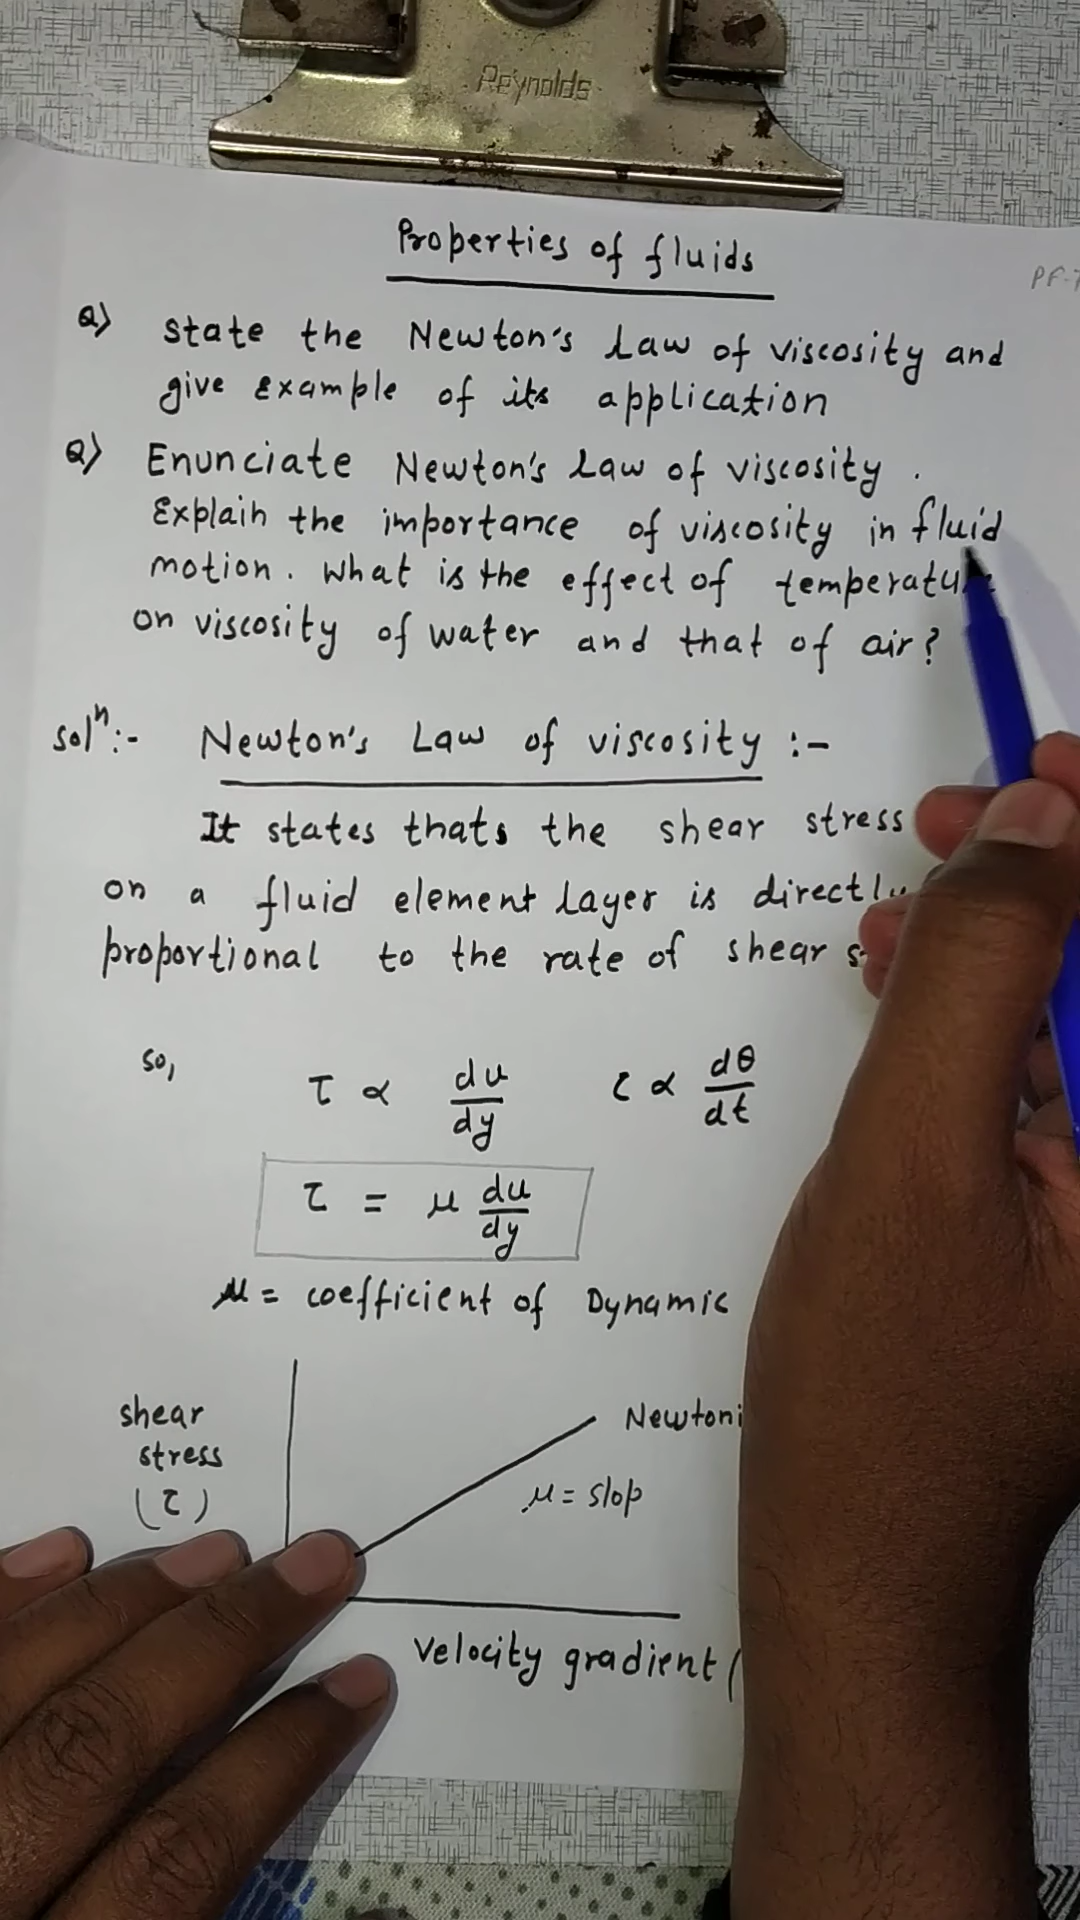 Reynolds
Properties of fluids
PF-7
Q) State the Newton's Law of viscosity and
give example of its application
Q) Enunciate Newton's Law of viscosity.
Explain the importance of viscosity in fluid
motion. What is the effect of
on viscosity of water and that of air?
Solⁿ:- Newton's Law of viscosity :-
It states thats the shear stress
on a fluid element layer is
proportional to the rate of shear
so,
τ ∝ du/dy τ ∝ dθ/dt
τ = μ du/dy
μ = coefficient of Dynamic
shear
stress
(τ)
μ = slop
Velocity gradient (